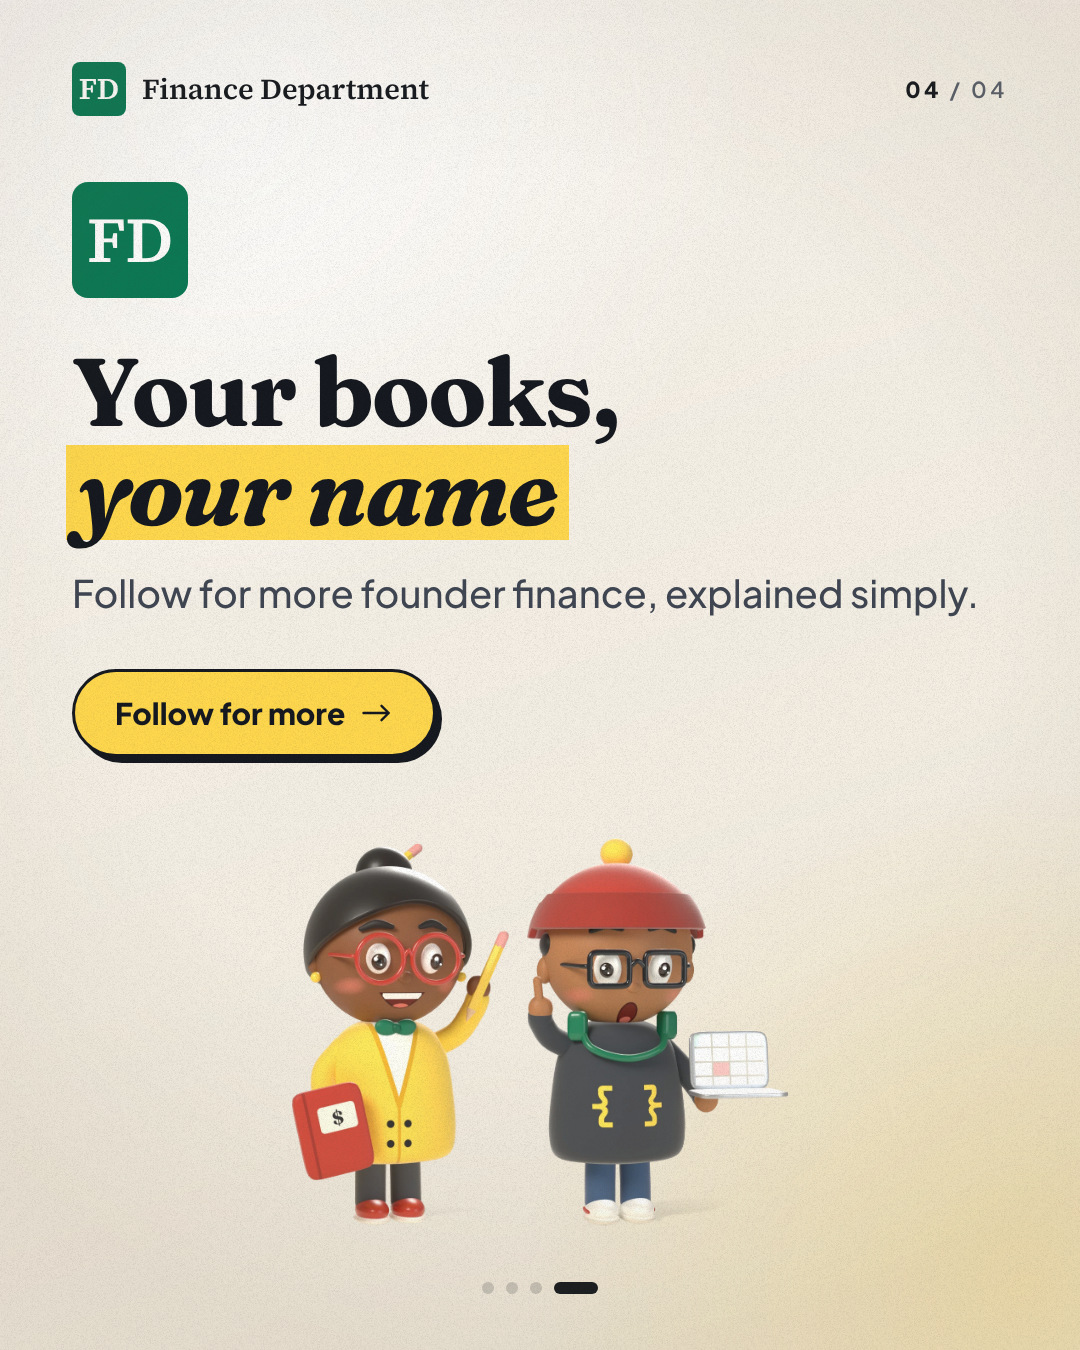 FD Finance Department
04 / 04
FD
Your books,
your name
Follow for more founder finance, explained simply.
Follow for more →
$
{ }